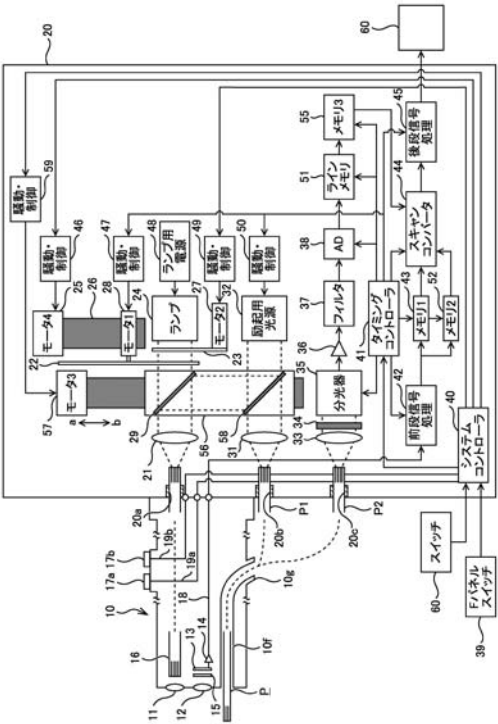 20
60
59
騒動・制御
46
騒動・制御
25
モータ4
26
47
騒動・制御
28
モータ1
48
ランプ用
電源
24
ランプ
49
騒動・制御
27
モータ2
50
騒動・制御
32
励起用
光源
22
23
57
モータ3
a
b
29
58
56
21
31
33
34
35
分光器
36
37
フィルタ
38
AD
51
ライン
メモリ
55
メモリ3
45
後段信号
処理
44
スキャン
コンバータ
41
タイミング
コントローラ
43
メモリ1
52
メモリ2
42
前段信号
処理
40
システム
コントローラ
20a
20b
20c
P1
P2
17b
17a
19b
19a
10
18
16
14
13
15
11
12
10g
10f
P
スイッチ
60
Fパネル
スイッチ
39